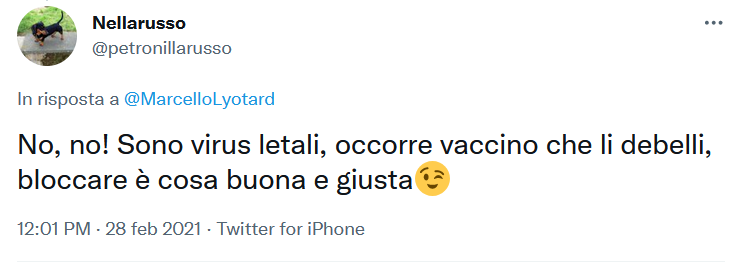 Nellarusso
@petronillarusso
In risposta a @MarcelloLyotard
No, no! Sono virus letali, occorre vaccino che li debelli,
bloccare è cosa buona e giusta😉
12:01 PM · 28 feb 2021 · Twitter for iPhone